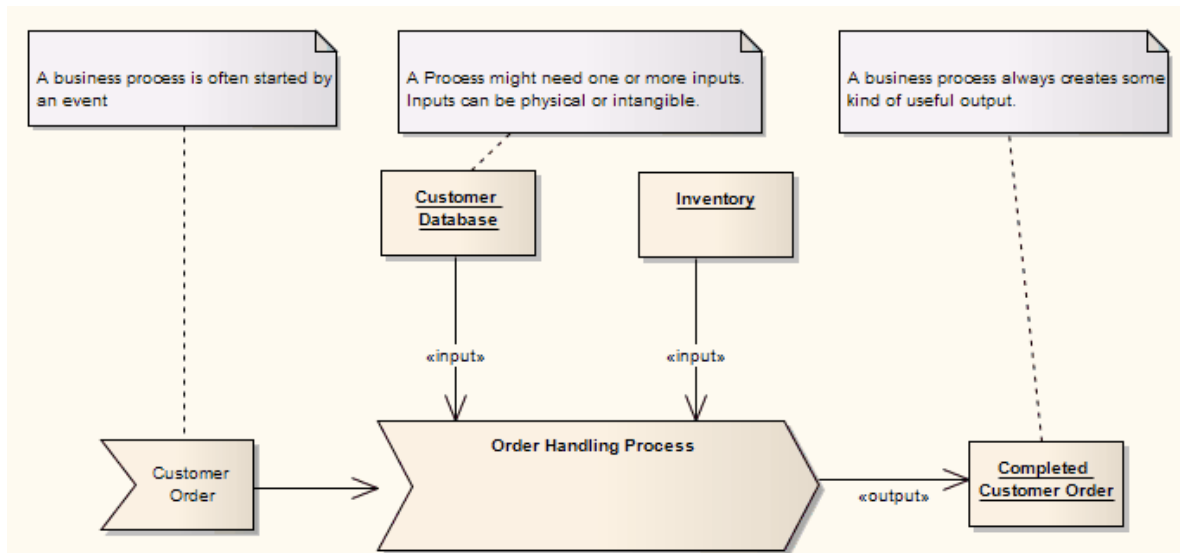 A business process is often started by
an event
A Process might need one or more inputs.
Inputs can be physical or intangible.
A business process always creates some
kind of useful output.
Customer
Database
Inventory
«input»
«input»
Order Handling Process
Customer
Order
Completed
Customer Order
«output»